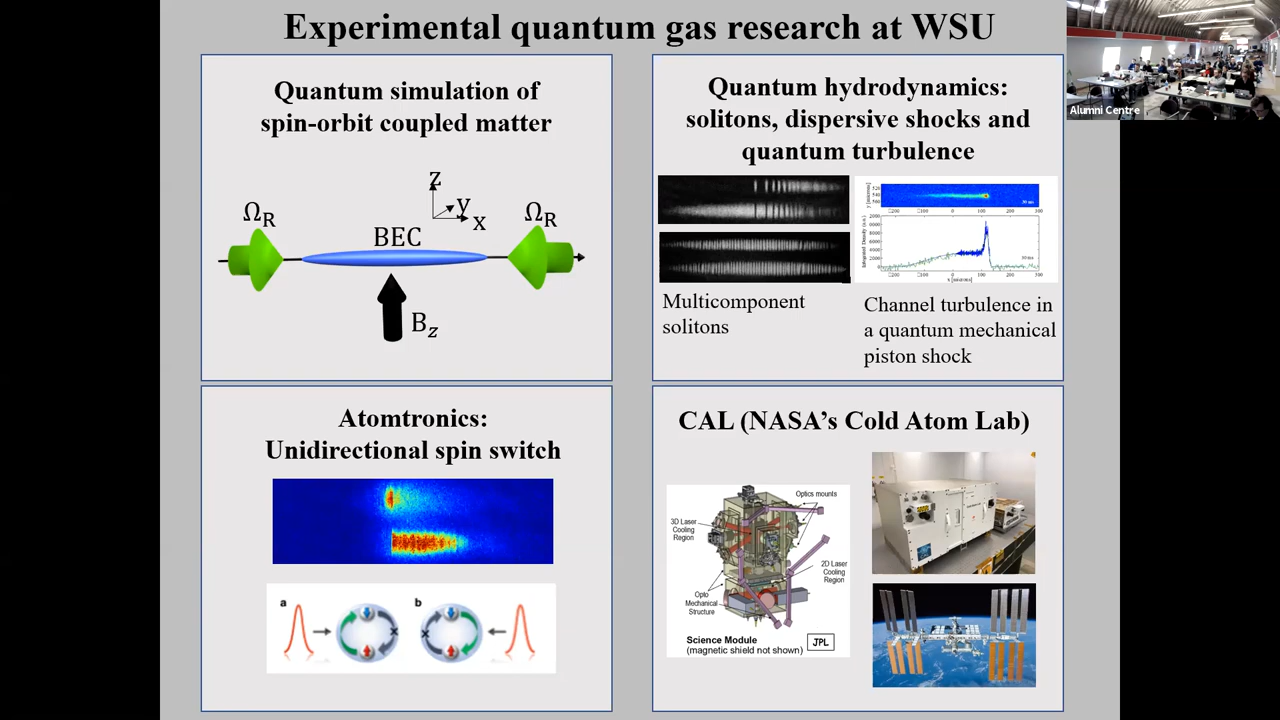 Experimental quantum gas research at WSU
Alumni Centre
Quantum simulation of
spin-orbit coupled matter
Z
y
x
Ω_R
Ω_R
BEC
B_z
Quantum hydrodynamics:
solitons, dispersive shocks and
quantum turbulence
30 ms
Multicomponent
solitons
Channel turbulence in
a quantum mechanical
piston shock
Atomtronics:
Unidirectional spin switch
a
b
x
x
CAL (NASA's Cold Atom Lab)
Optics mounts
3D Laser
Cooling
Region
2D Laser
Cooling
Region
Opto
Mechanical
Structure
Science Module
(magnetic shield not shown)
JPL